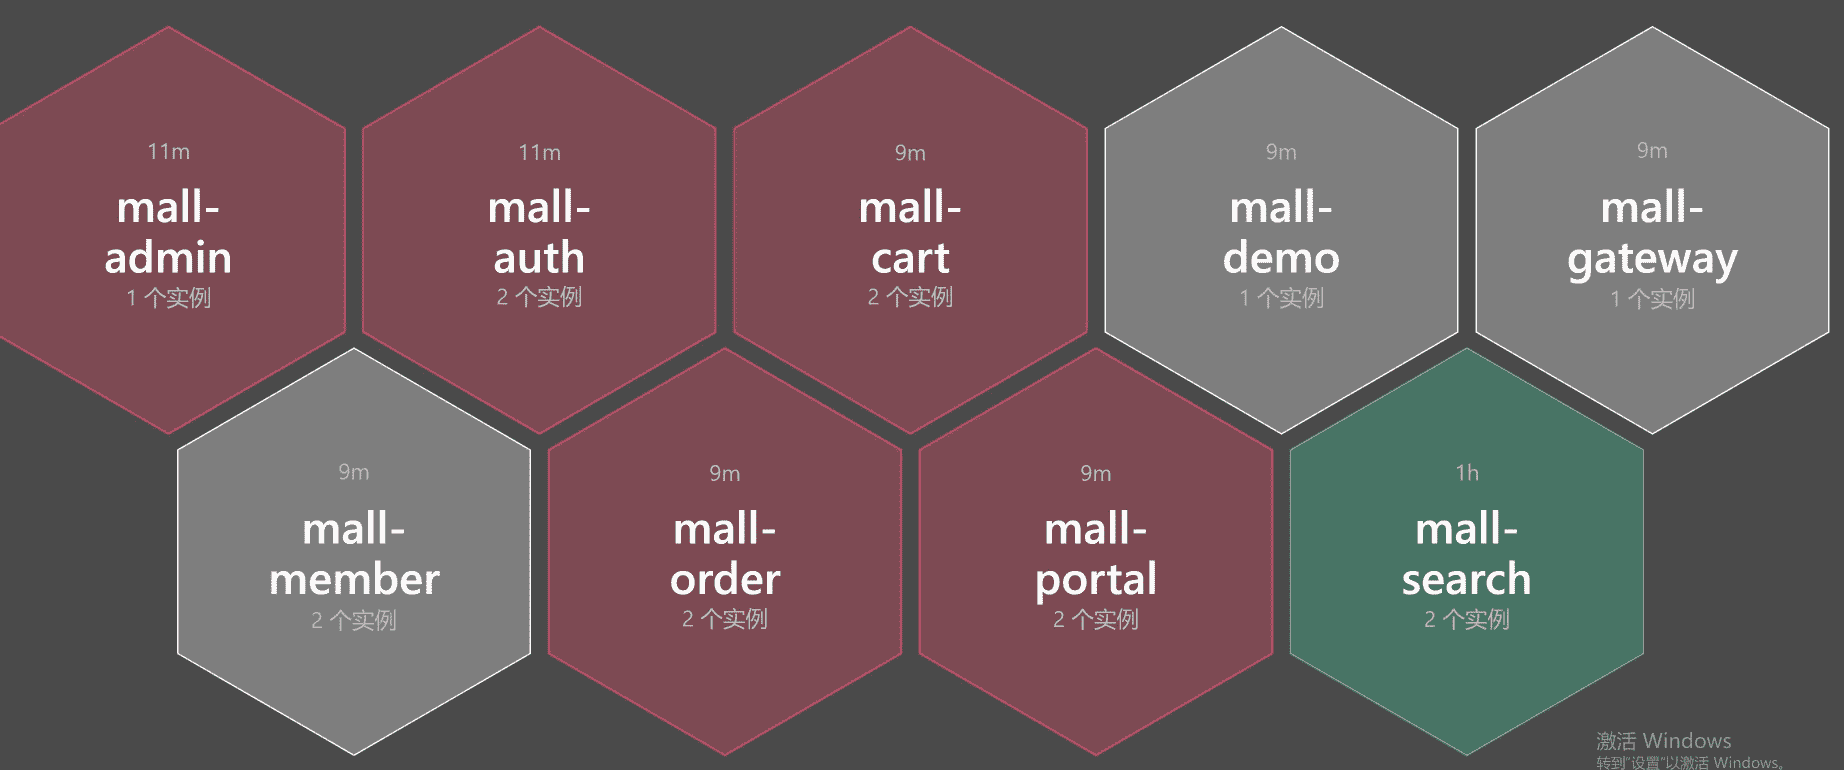 11m
mall-
admin
1 个实例
11m
mall-
auth
2 个实例
9m
mall-
cart
2 个实例
9m
mall-
demo
1 个实例
9m
mall-
gateway
1 个实例
9m
mall-
member
2 个实例
9m
mall-
order
2 个实例
9m
mall-
portal
2 个实例
1h
mall-
search
2 个实例
激活 Windows
转到"设置"以激活 Windows。